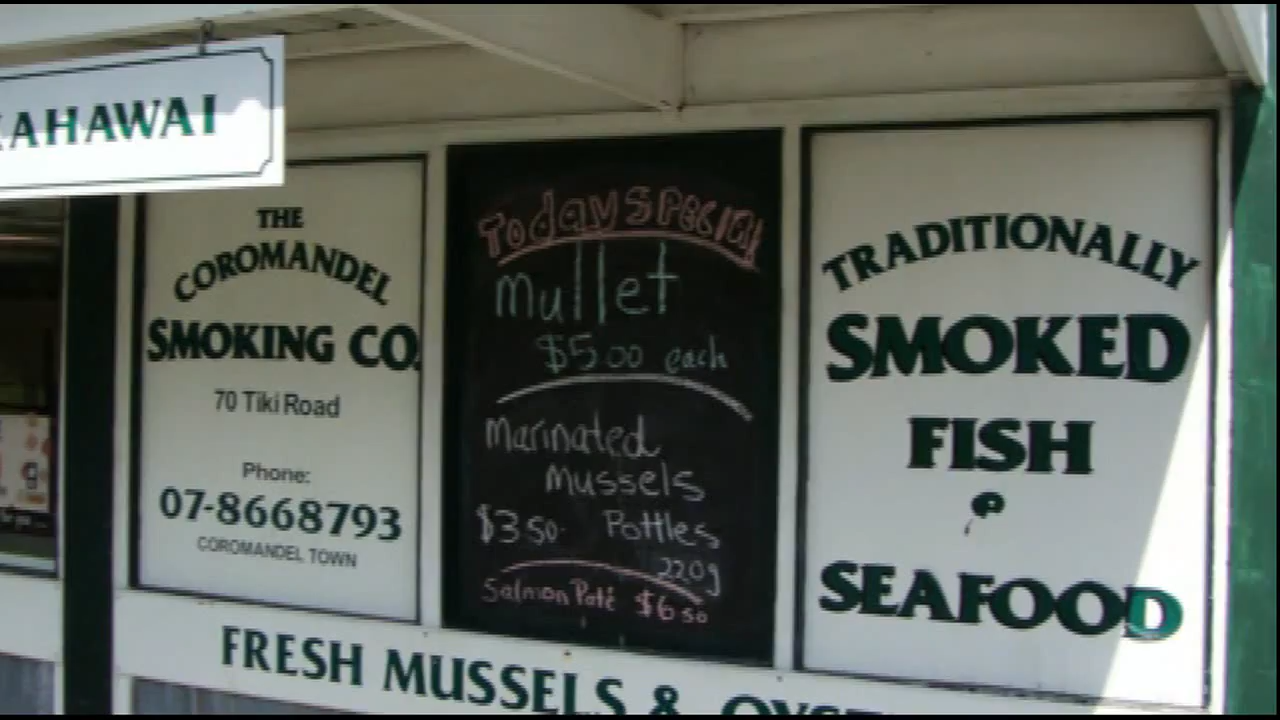 KAHAWAI
THE
COROMANDEL
SMOKING CO.
70 Tiki Road
Phone:
07-8668793
COROMANDEL TOWN
Today SPECIAL
Mullet
$5.00 each
Marinated
Mussels
$3.50 Pottles
220g
Salmon Paté $6.50
TRADITIONALLY
SMOKED
FISH
&
SEAFOOD
FRESH MUSSELS &